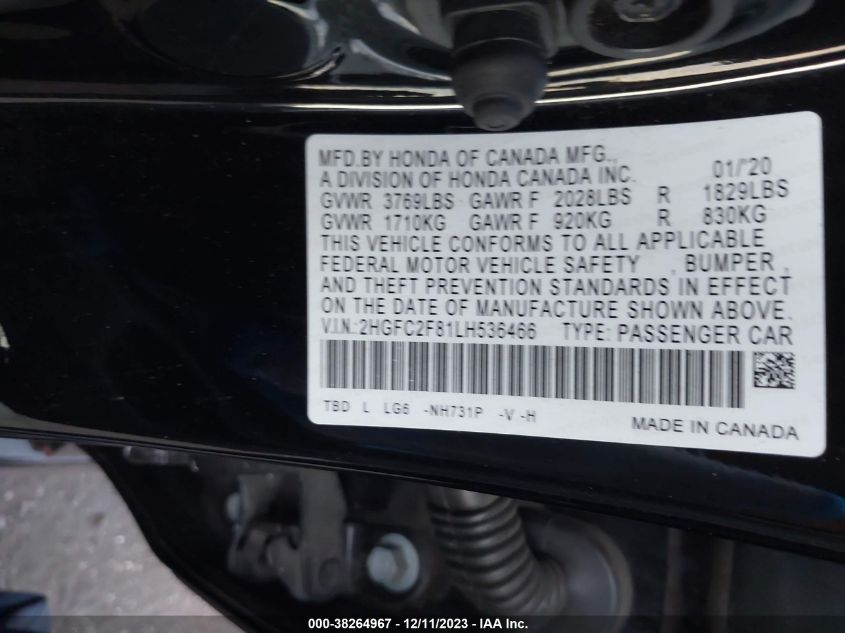 MFD.BY HONDA OF CANADA MFG.,
A DIVISION OF HONDA CANADA INC. 01/'20
GVWR 3769LBS GAWR F 2028LBS R 1829LBS
GVWR 1710KG GAWR F 920KG R 830KG
THIS VEHICLE CONFORMS TO ALL APPLICABLE
FEDERAL MOTOR VEHICLE SAFETY , BUMPER ,
AND THEFT PREVENTION STANDARDS IN EFFECT
ON THE DATE OF MANUFACTURE SHOWN ABOVE.
V.I.N.:2HGFC2F81LH536466 TYPE: PASSENGER CAR
TBD L LG6 -NH731P -V -H
MADE IN CANADA
000-38264967 - 12/11/2023 - IAA Inc.